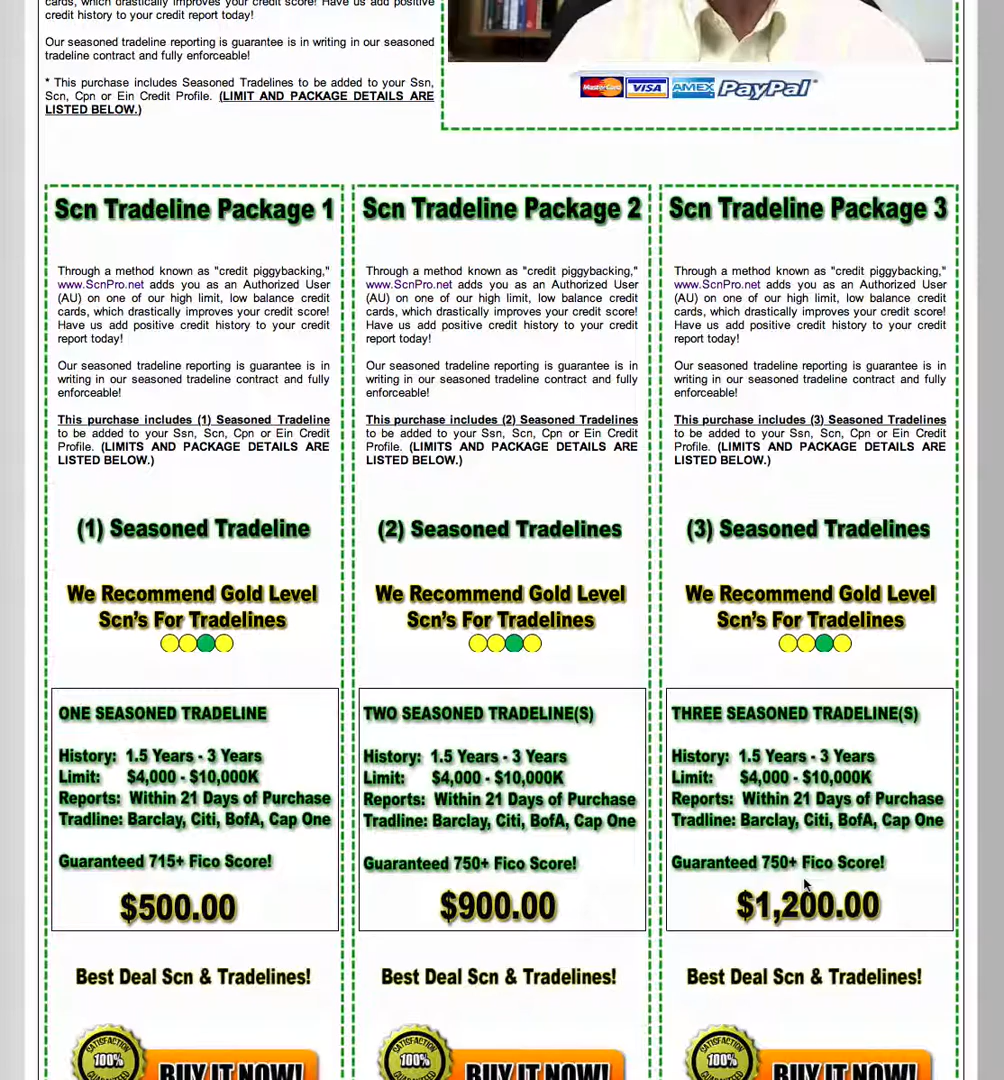 cards, which drastically improves your credit score! Have us add positive
credit history to your credit report today!
Our seasoned tradeline reporting is guarantee is in writing in our seasoned
tradeline contract and fully enforceable!
* This purchase includes Seasoned Tradelines to be added to your Ssn,
Scn, Cpn or Ein Credit Profile. (LIMIT AND PACKAGE DETAILS ARE
LISTED BELOW.)
MasterCard VISA AMEX PayPal
Scn Tradeline Package 1
Through a method known as "credit piggybacking,"
www.ScnPro.net adds you as an Authorized User
(AU) on one of our high limit, low balance credit
cards, which drastically improves your credit score!
Have us add positive credit history to your credit
report today!
Our seasoned tradeline reporting is guarantee is in
writing in our seasoned tradeline contract and fully
enforceable!
This purchase includes (1) Seasoned Tradeline
to be added to your Ssn, Scn, Cpn or Ein Credit
Profile. (LIMITS AND PACKAGE DETAILS ARE
LISTED BELOW.)
(1) Seasoned Tradeline
We Recommend Gold Level
Scn's For Tradelines
ONE SEASONED TRADELINE
History: 1.5 Years - 3 Years
Limit: $4,000 - $10,000K
Reports: Within 21 Days of Purchase
Tradline: Barclay, Citi, BofA, Cap One
Guaranteed 715+ Fico Score!
$500.00
Best Deal Scn & Tradelines!
SATISFACTION
100%
GUARANTEED
BUY IT NOW!
Scn Tradeline Package 2
Through a method known as "credit piggybacking,"
www.ScnPro.net adds you as an Authorized User
(AU) on one of our high limit, low balance credit
cards, which drastically improves your credit score!
Have us add positive credit history to your credit
report today!
Our seasoned tradeline reporting is guarantee is in
writing in our seasoned tradeline contract and fully
enforceable!
This purchase includes (2) Seasoned Tradelines
to be added to your Ssn, Scn, Cpn or Ein Credit
Profile. (LIMITS AND PACKAGE DETAILS ARE
LISTED BELOW.)
(2) Seasoned Tradelines
We Recommend Gold Level
Scn's For Tradelines
TWO SEASONED TRADELINE(S)
History: 1.5 Years - 3 Years
Limit: $4,000 - $10,000K
Reports: Within 21 Days of Purchase
Tradline: Barclay, Citi, BofA, Cap One
Guaranteed 750+ Fico Score!
$900.00
Best Deal Scn & Tradelines!
SATISFACTION
100%
GUARANTEED
BUY IT NOW!
Scn Tradeline Package 3
Through a method known as "credit piggybacking,"
www.ScnPro.net adds you as an Authorized User
(AU) on one of our high limit, low balance credit
cards, which drastically improves your credit score!
Have us add positive credit history to your credit
report today!
Our seasoned tradeline reporting is guarantee is in
writing in our seasoned tradeline contract and fully
enforceable!
This purchase includes (3) Seasoned Tradelines
to be added to your Ssn, Scn, Cpn or Ein Credit
Profile. (LIMITS AND PACKAGE DETAILS ARE
LISTED BELOW.)
(3) Seasoned Tradelines
We Recommend Gold Level
Scn's For Tradelines
THREE SEASONED TRADELINE(S)
History: 1.5 Years - 3 Years
Limit: $4,000 - $10,000K
Reports: Within 21 Days of Purchase
Tradline: Barclay, Citi, BofA, Cap One
Guaranteed 750+ Fico Score!
$1,200.00
Best Deal Scn & Tradelines!
SATISFACTION
100%
GUARANTEED
BUY IT NOW!